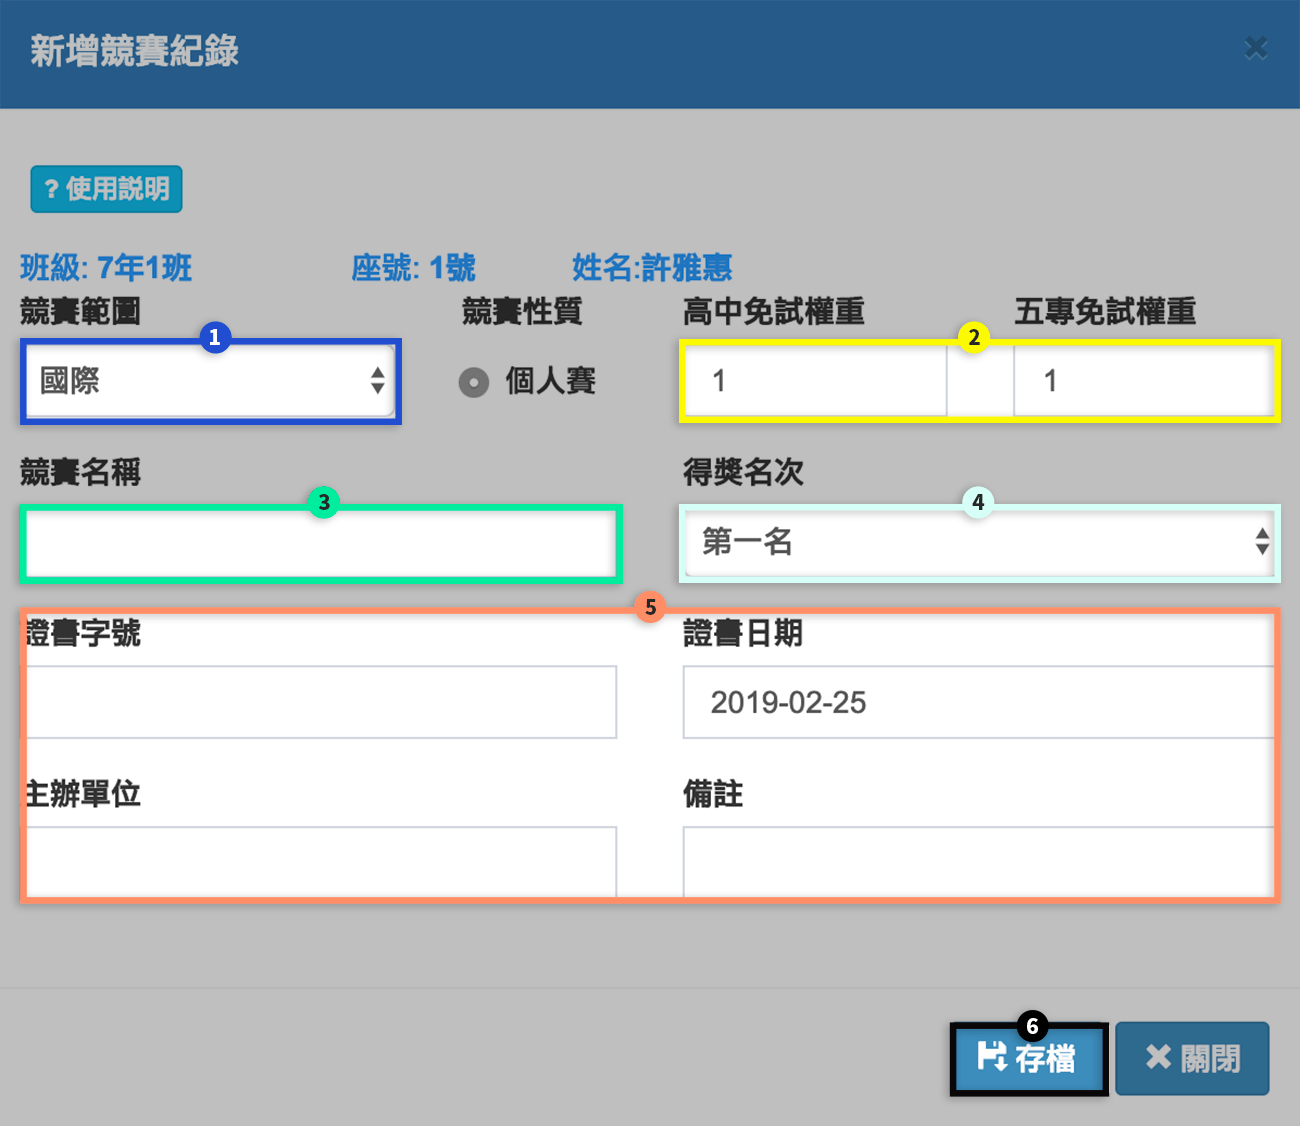 新增競賽紀錄
? 使用説明
班級: 7年1班 座號: 1號 姓名:許雅惠
競賽範圍 競賽性質 高中免試權重 五專免試權重
1 2
國際 個人賽 1 1
競賽名稱 得獎名次
3 4
第一名
5
證書字號 證書日期
2019-02-25
主辦單位 備註
6
存檔 關閉